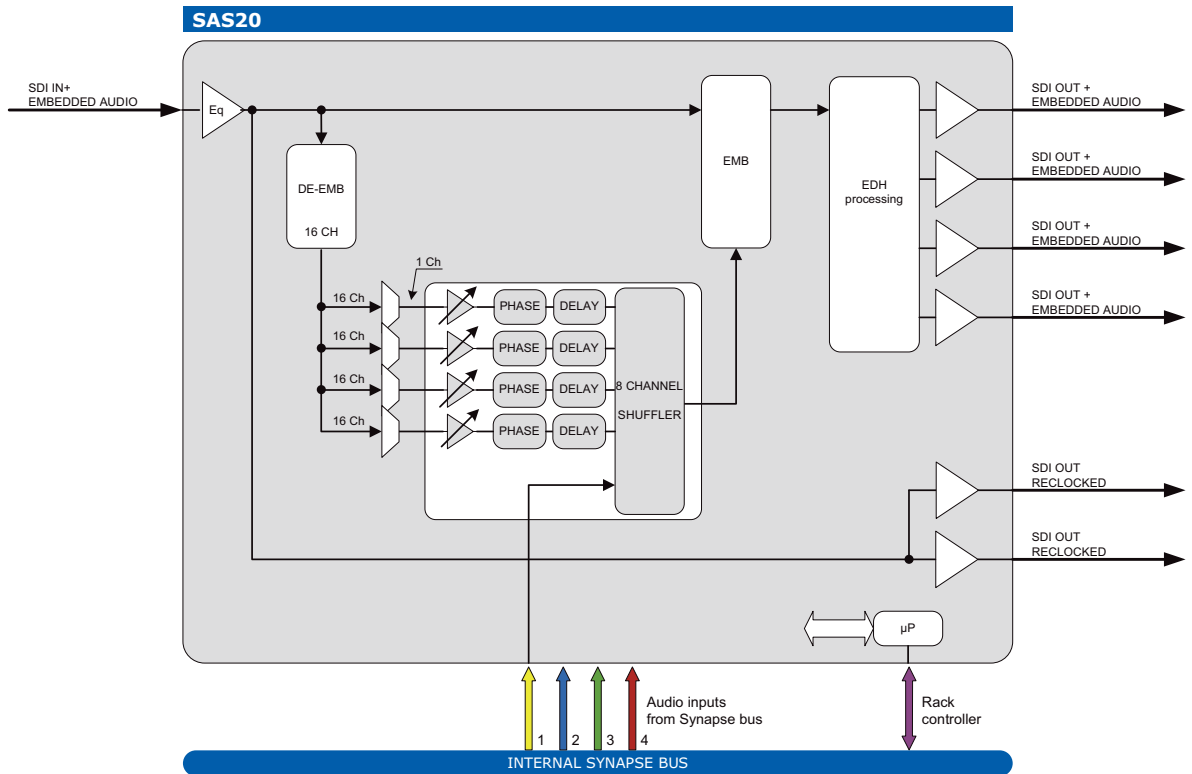 SAS20
SDI IN+
EMBEDDED AUDIO
Eq
DE-EMB
16 CH
EMB
EDH
processing
SDI OUT +
EMBEDDED AUDIO
SDI OUT +
EMBEDDED AUDIO
SDI OUT +
EMBEDDED AUDIO
SDI OUT +
EMBEDDED AUDIO
1 Ch
16 Ch
PHASE
DELAY
16 Ch
PHASE
DELAY
16 Ch
PHASE
DELAY
16 Ch
PHASE
DELAY
8 CHANNEL
SHUFFLER
SDI OUT
RECLOCKED
SDI OUT
RECLOCKED
µP
Audio inputs
from Synapse bus
1
2
3
4
Rack
controller
INTERNAL SYNAPSE BUS